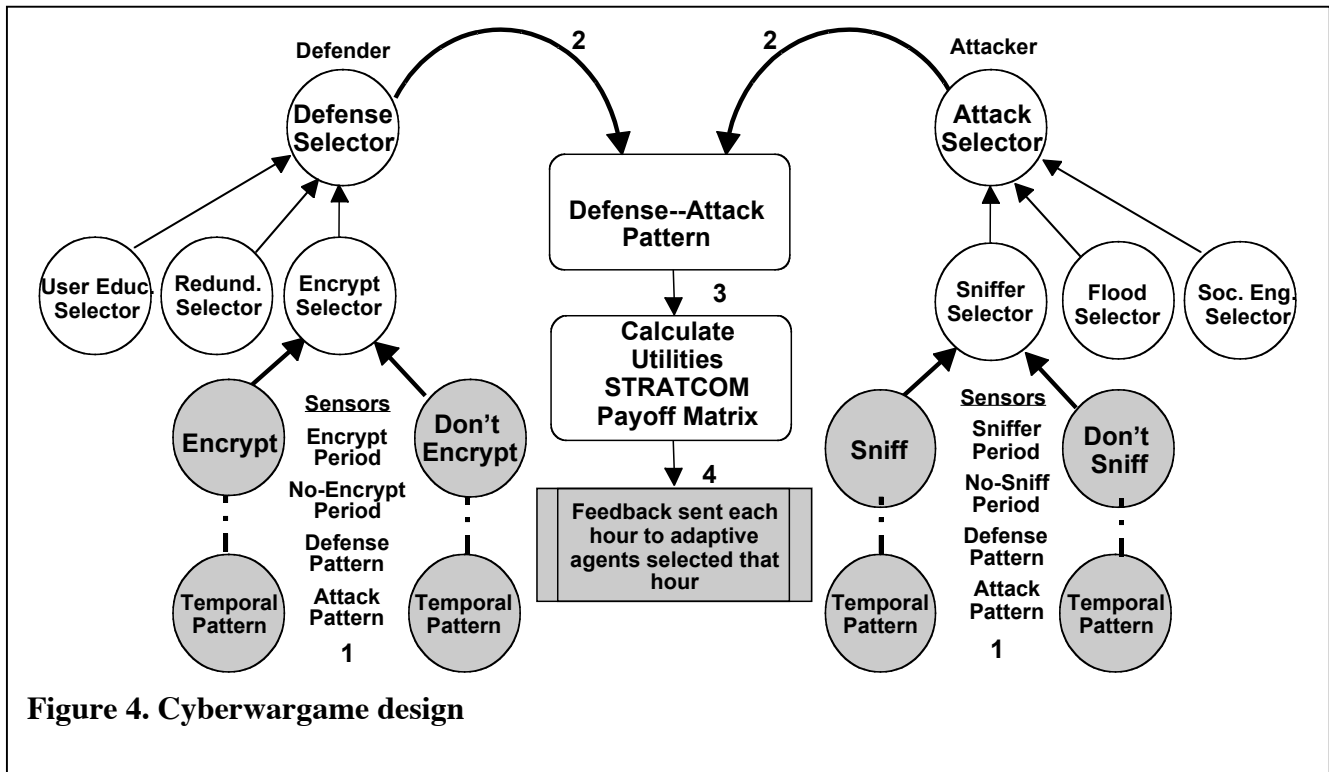 Defender
2
2
Attacker
Defense
Selector
Attack
Selector
Defense--Attack
Pattern
User Educ.
Selector
Redund.
Selector
Encrypt
Selector
3
Sniffer
Selector
Flood
Selector
Soc. Eng.
Selector
Calculate
Utilities
STRATCOM
Payoff Matrix
Encrypt
Sensors
Encrypt
Period
No-Encrypt
Period
Defense
Pattern
Attack
Pattern
1
Don’t
Encrypt
Temporal
Pattern
Temporal
Pattern
4
Feedback sent each
hour to adaptive
agents selected that
hour
Sniff
Sensors
Sniffer
Period
No-Sniff
Period
Defense
Pattern
Attack
Pattern
1
Don’t
Sniff
Temporal
Pattern
Temporal
Pattern
Figure 4. Cyberwargame design